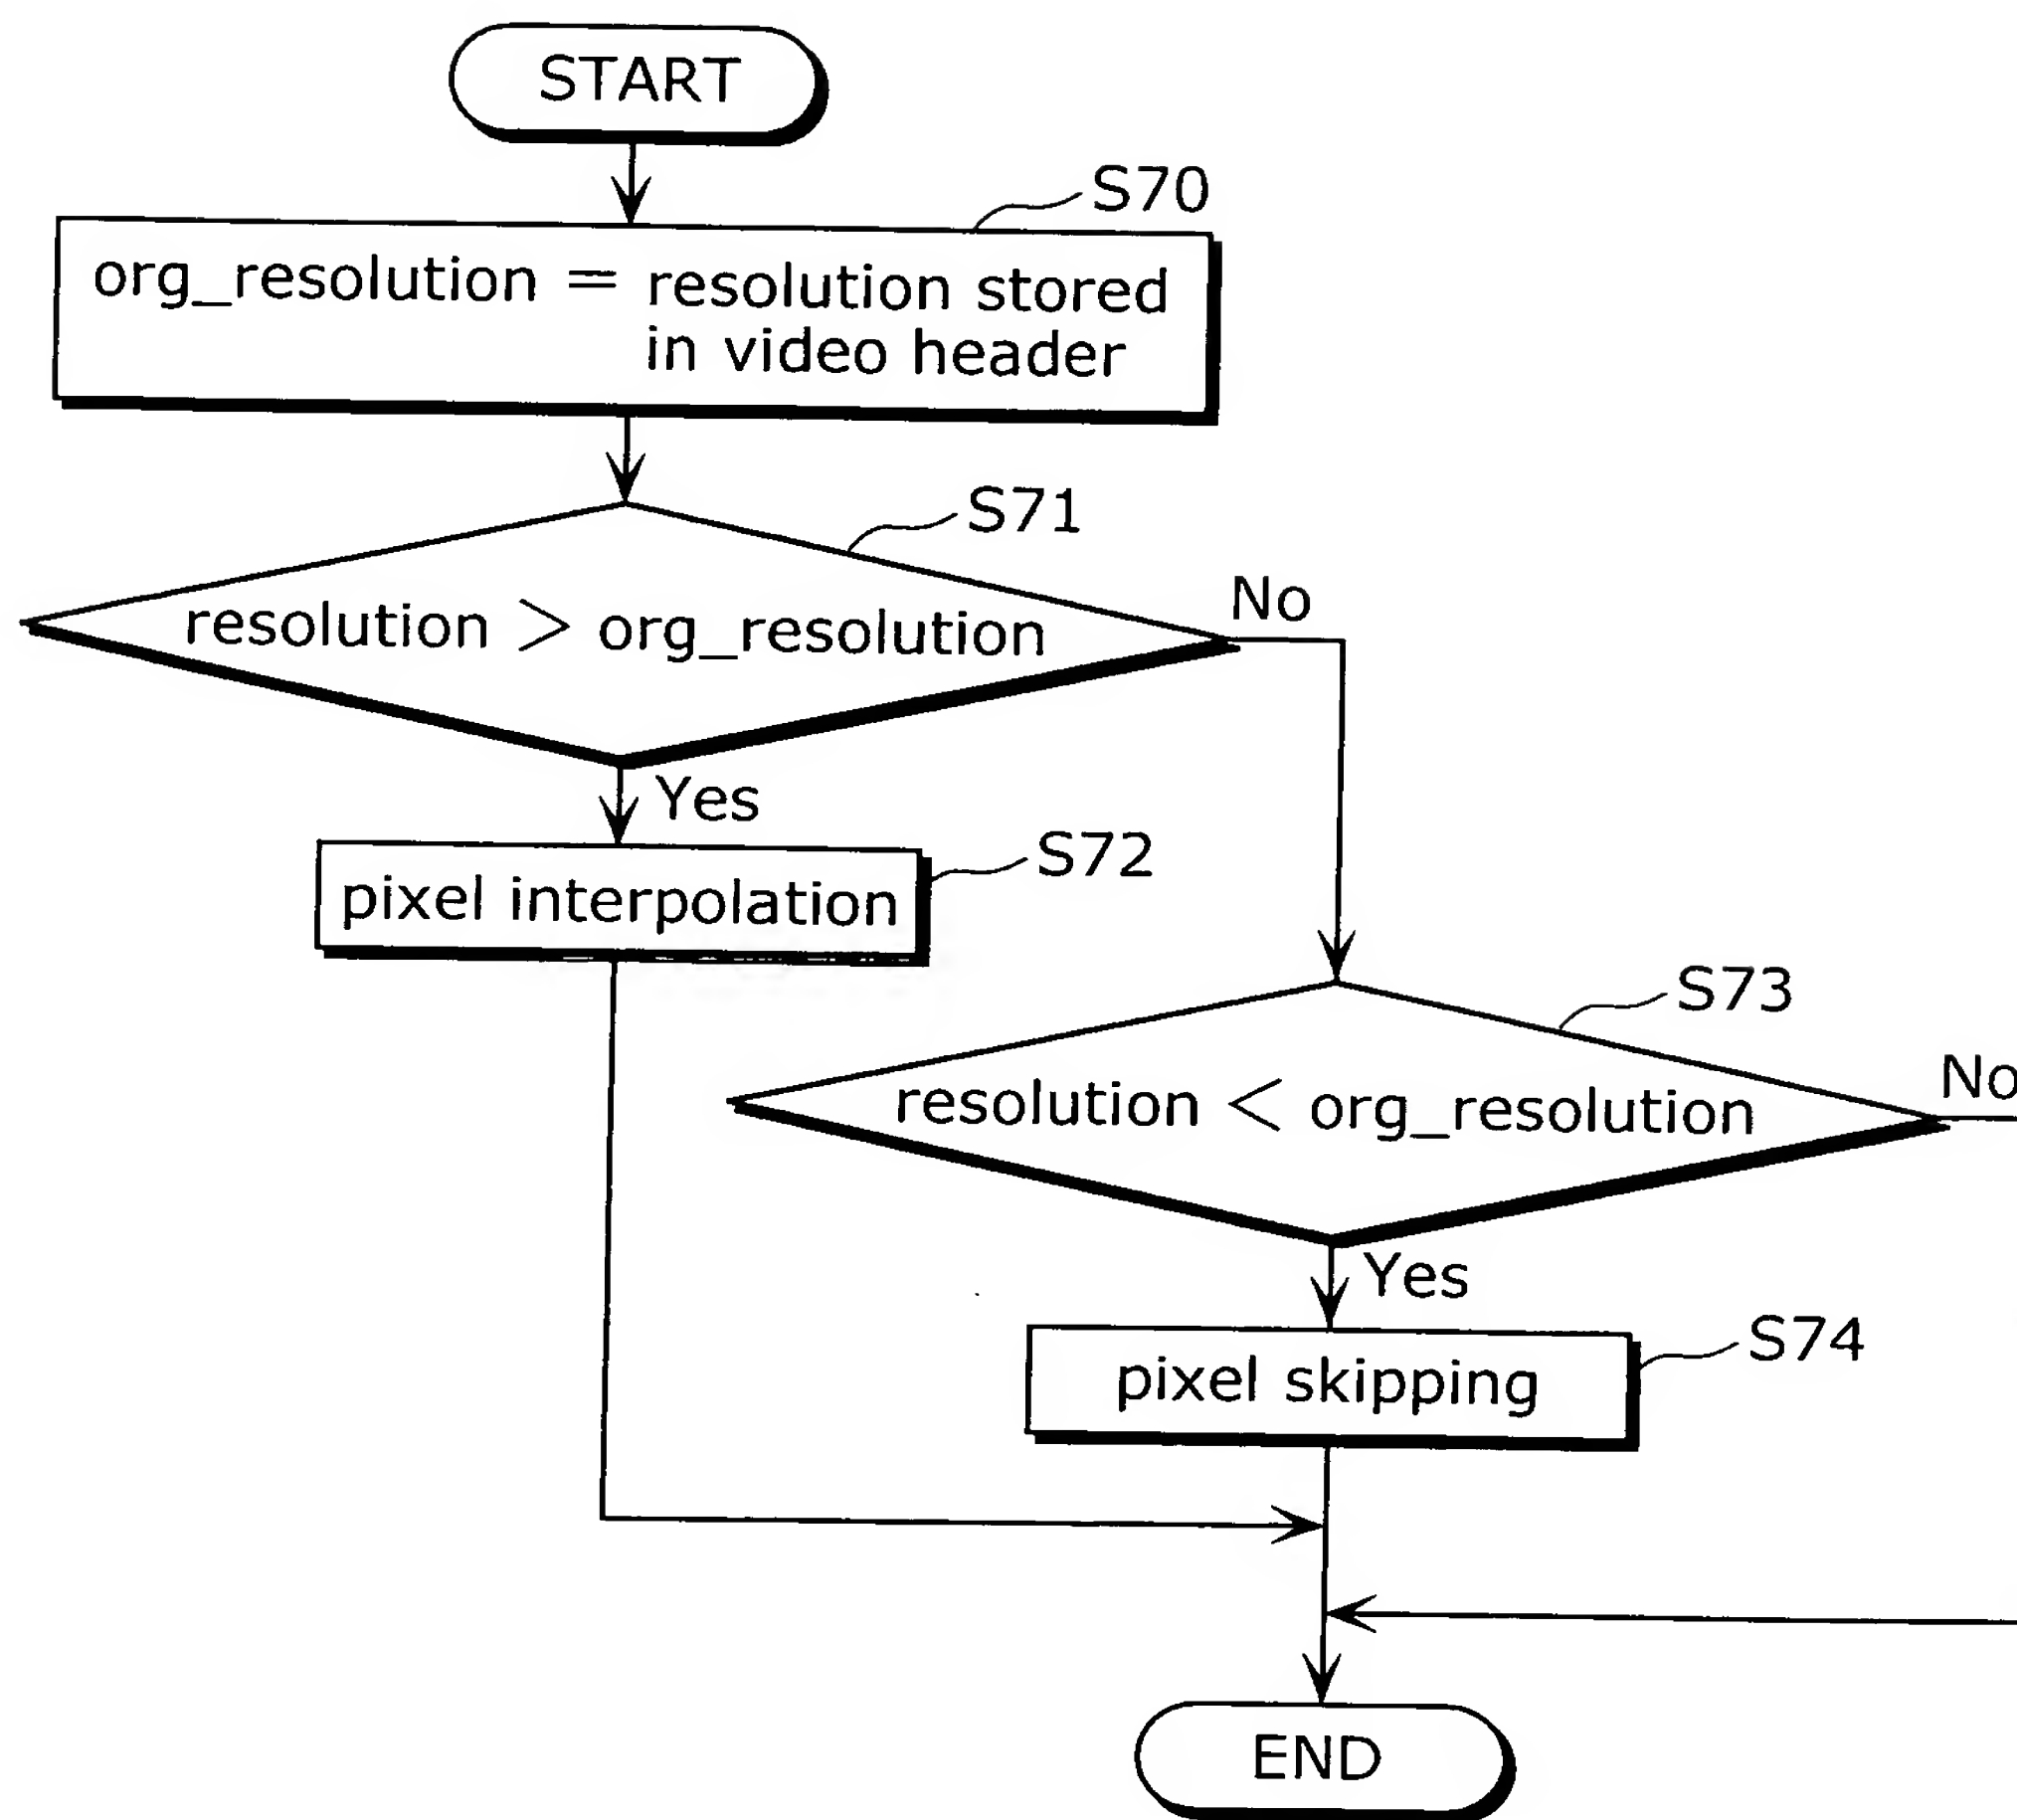 START
S70
org_resolution = resolution stored
in video header
S71
resolution > org_resolution
No
Yes
S72
pixel interpolation
S73
resolution < org_resolution
No
Yes
S74
pixel skipping
END